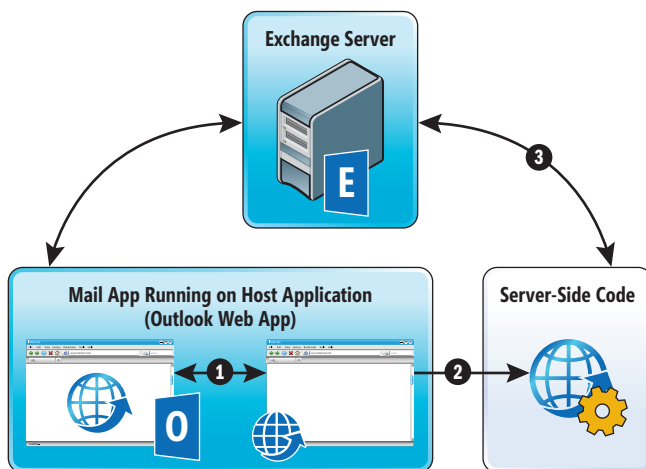 Exchange Server
E
3
Mail App Running on Host Application
(Outlook Web App)
Server-Side Code
1
2
O